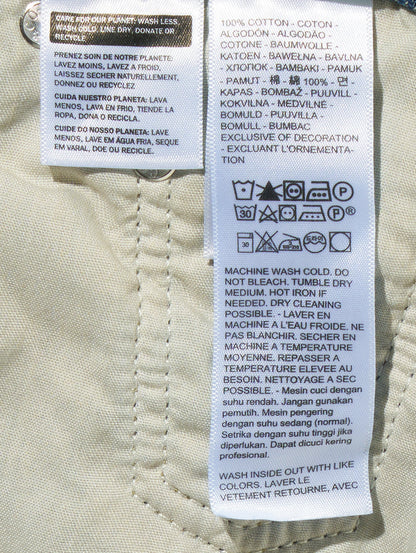 CARE FOR OUR PLANET: WASH LESS,
WASH COLD, LINE DRY, DONATE OR
RECYCLE
PRENEZ SOIN DE NOTRE PLANETE:
LAVEZ MOINS, LAVEZ A FROID,
LAISSEZ SECHER NATURELLEMENT,
DONNEZ OU RECYCLEZ.
CUIDA NUESTRO PLANETA: LAVA
MENOS, LAVA EN FRIO, TIENDE LA
ROPA, DONA O RECICLA.
CUIDE DO NOSSO PLANETA: LAVE
MENOS, LAVE EM ÁGUA FRIA, SEQUE
EM VARAL, DOE OU RECICLE.
100% COTTON - COTON -
ALGODÓN - ALGODÃO -
COTONE - BAUMWOLLE -
KATOEN - BAWEŁNA - BAVLNA
- ХЛОПОК - BAMBAKI - PAMUK
- PAMUT - 棉 - 綿 100% - 면 -
KAPAS - BOMBAŽ - PUUVILL -
KOKVILNA - MEDVILNĖ -
BOMULD - PUUVILLA -
BOMULL - BUMBAC
EXCLUSIVE OF DECORATION
- EXCLUANT L'ORNEMENTA-
TION
P
30 P®
30
MACHINE WASH COLD. DO
NOT BLEACH. TUMBLE DRY
MEDIUM. HOT IRON IF
NEEDED. DRY CLEANING
POSSIBLE. - LAVER EN
MACHINE A L'EAU FROIDE. NE
PAS BLANCHIR. SECHER EN
MACHINE A TEMPERATURE
MOYENNE. REPASSER A
TEMPERATURE ELEVEE AU
BESOIN. NETTOYAGE A SEC
POSSIBLE. - Mesin cuci dengan
suhu rendah. Jangan gunakan
pemutih. Mesin pengering
dengan suhu sedang (normal).
Setrika dengan suhu tinggi jika
diperlukan. Dapat dicuci kering
profesional.
WASH INSIDE OUT WITH LIKE
COLORS. LAVER LE
VETEMENT RETOURNE, AVEC